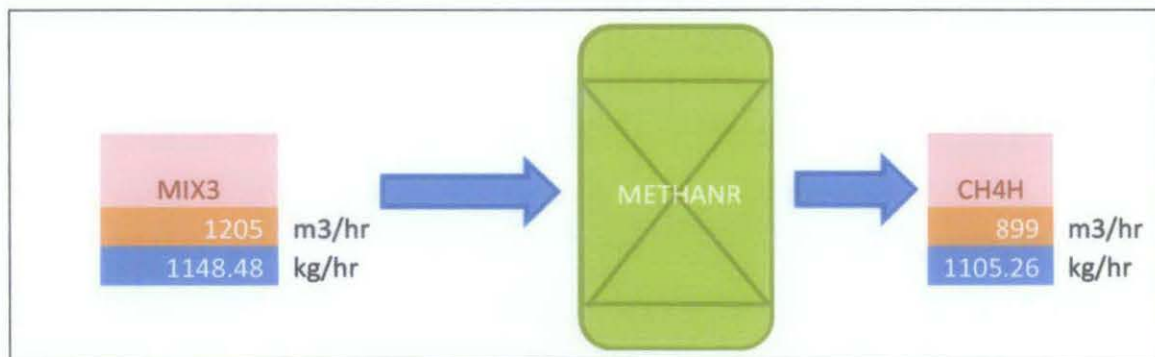 MIX3
1205 m3/hr
1148.48 kg/hr
METHANR
CH4H
899 m3/hr
1105.26 kg/hr